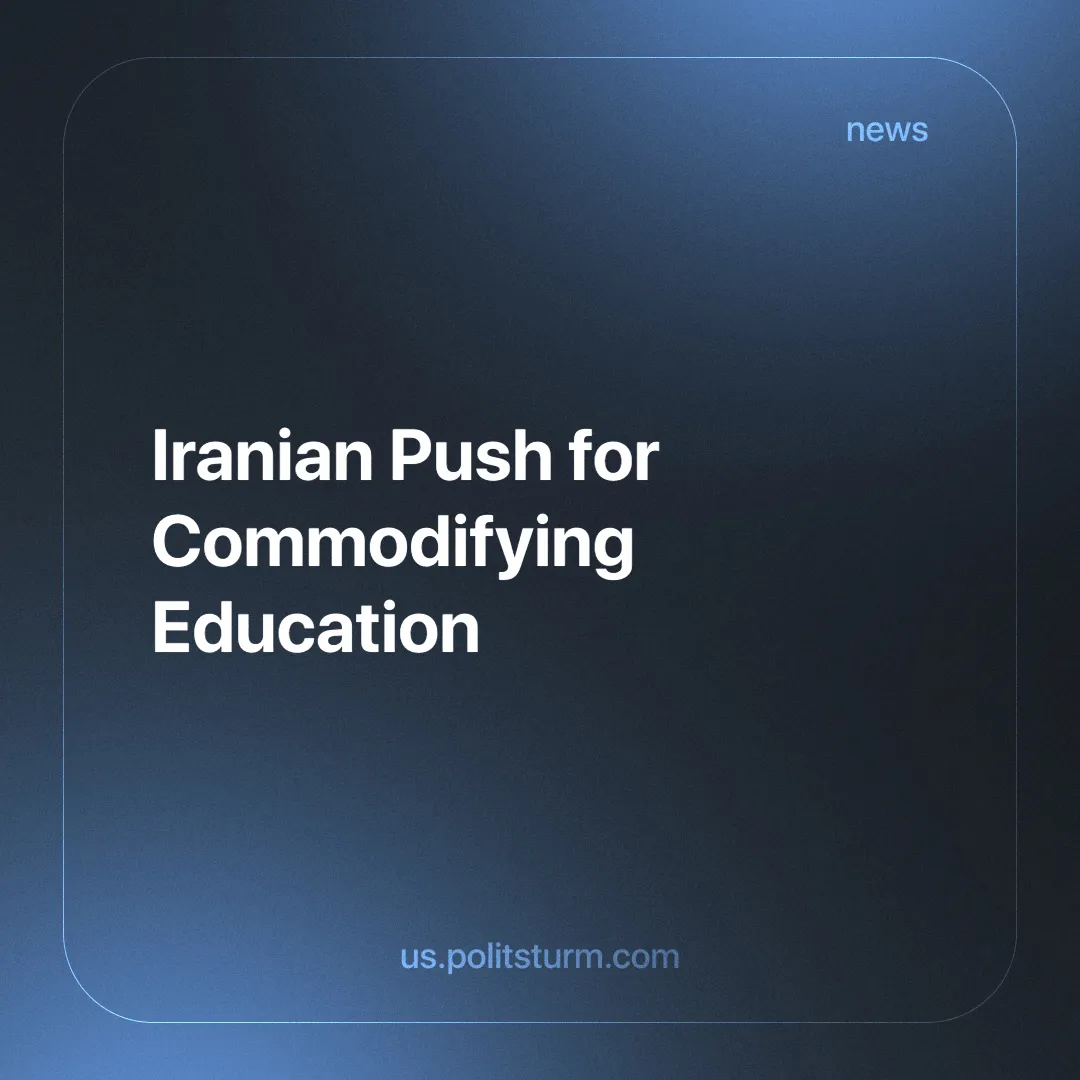 news
Iranian Push for
Commodifying
Education
us.politsturm.com